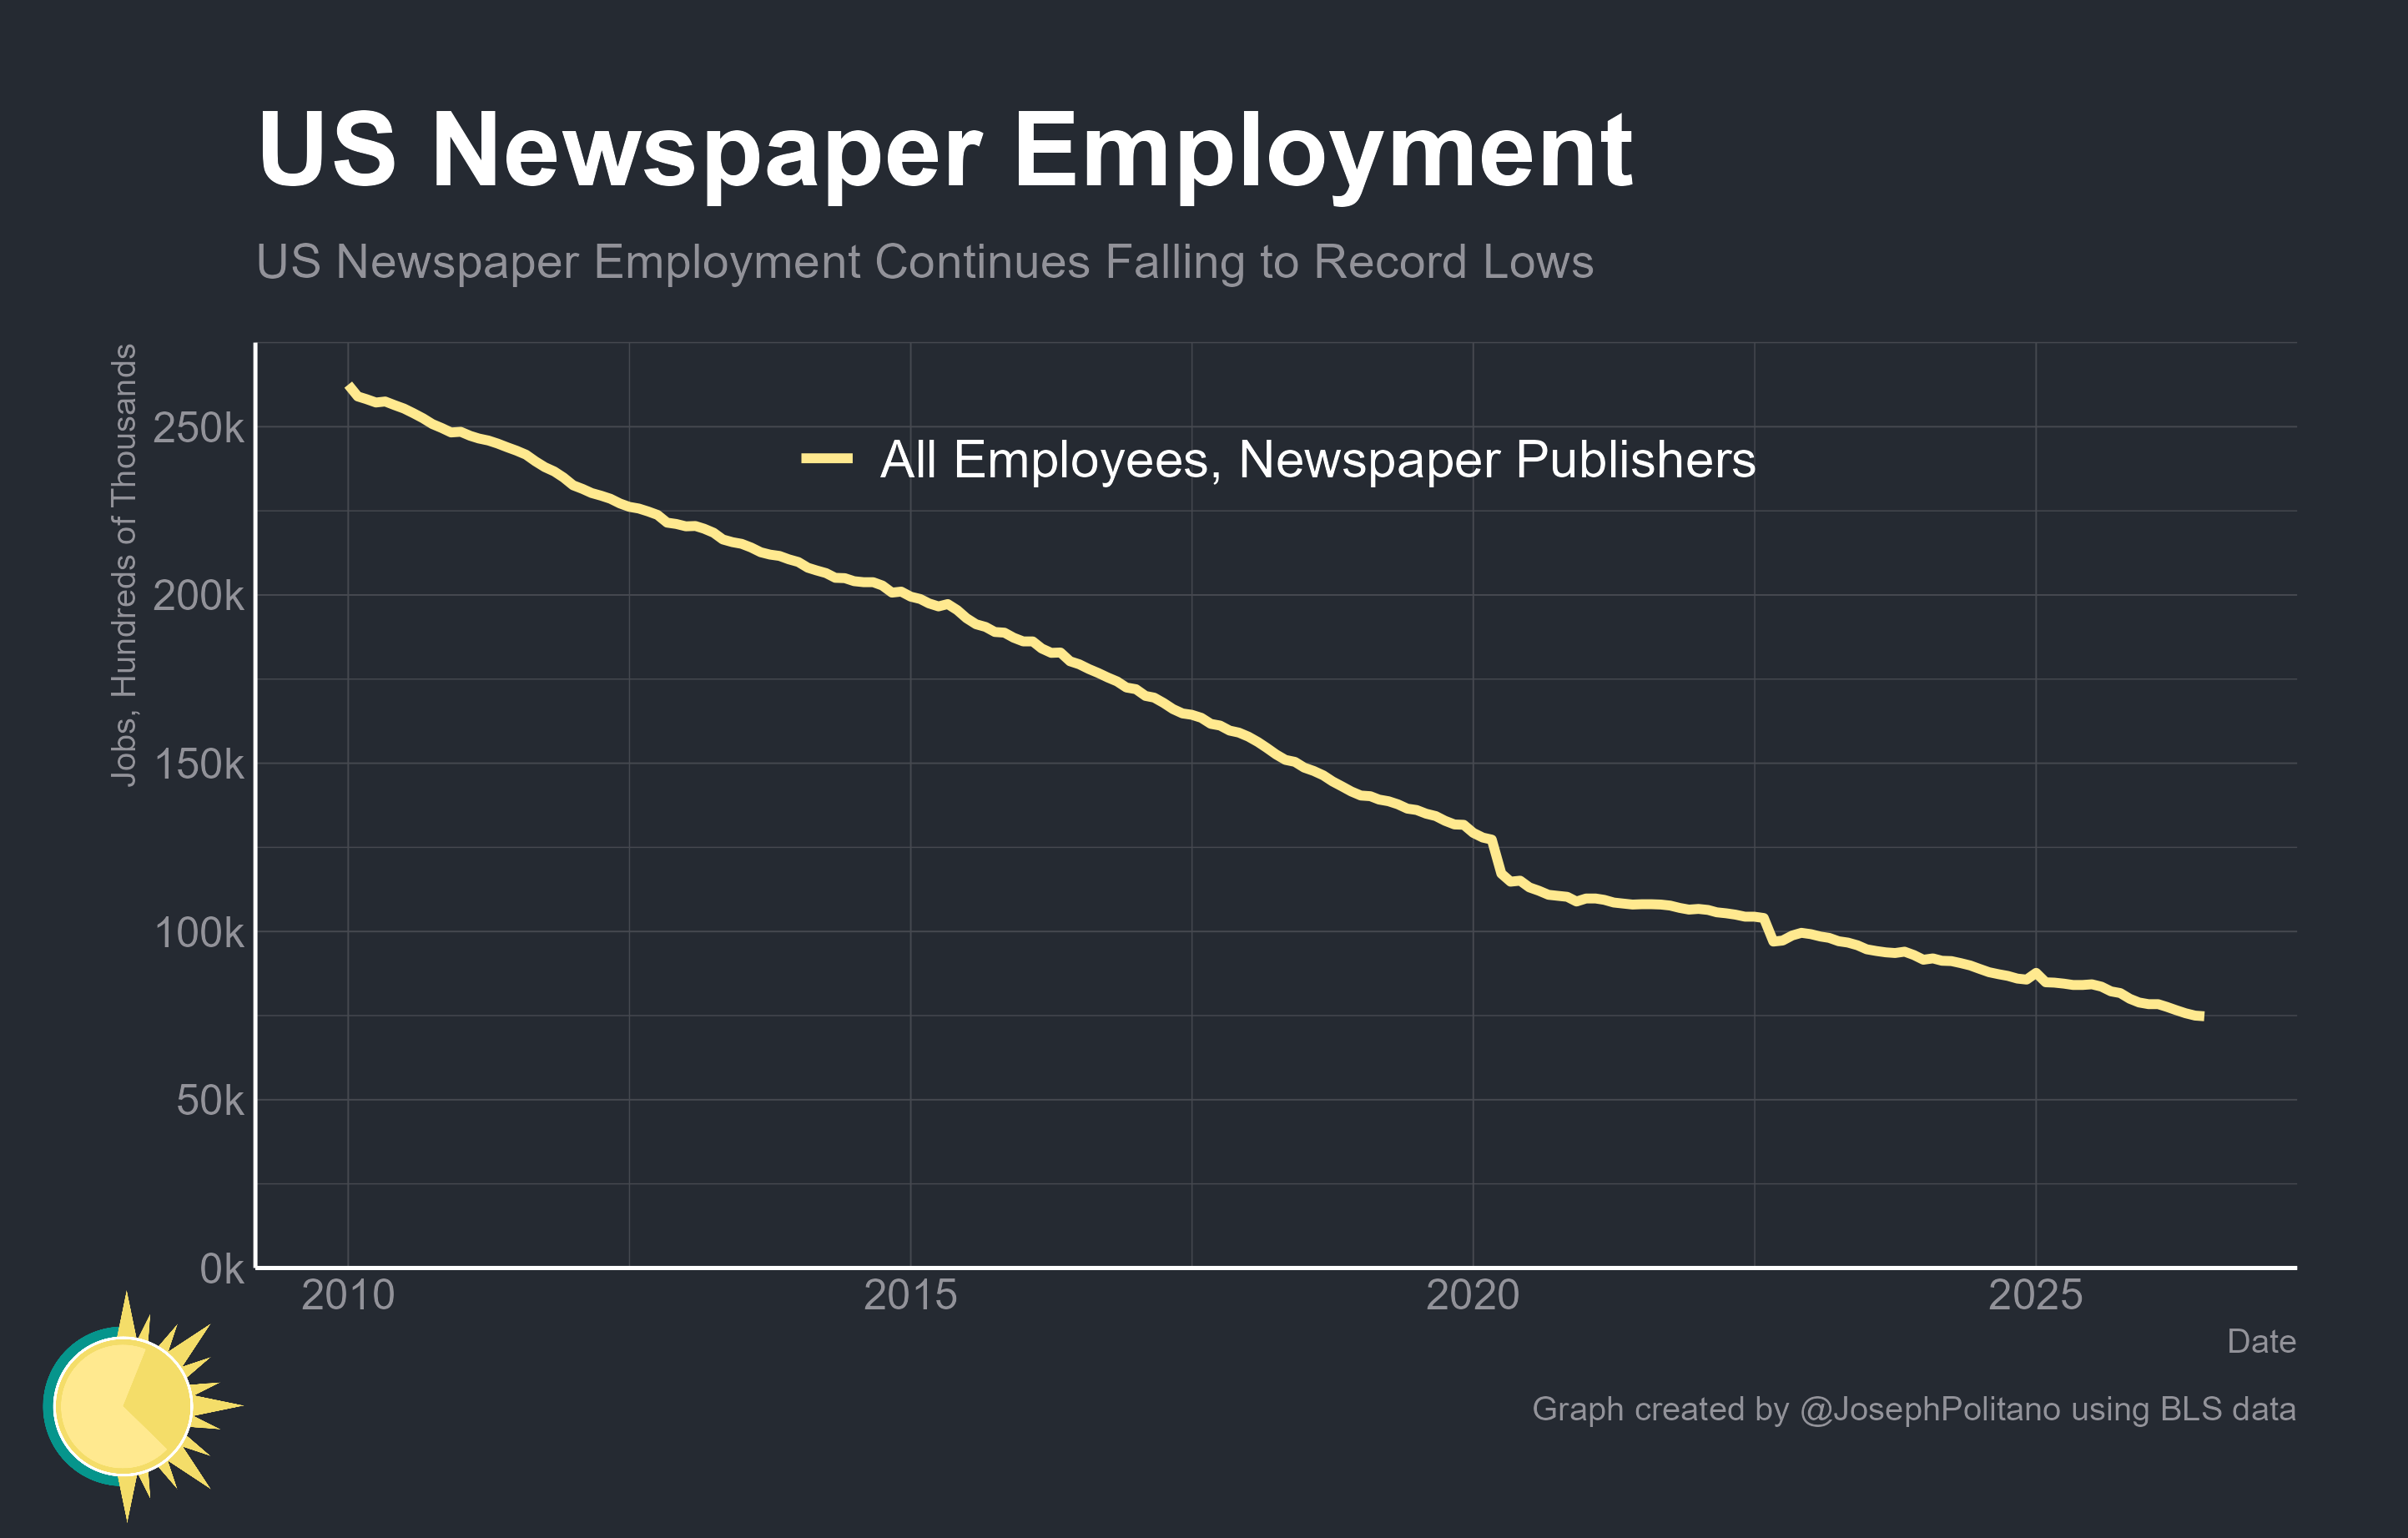 US Newspaper Employment
US Newspaper Employment Continues Falling to Record Lows
Jobs, Hundreds of Thousands
250k
200k
150k
100k
50k
0k
All Employees, Newspaper Publishers
2010
2015
2020
2025
Date
Graph created by @JosephPolitano using BLS data